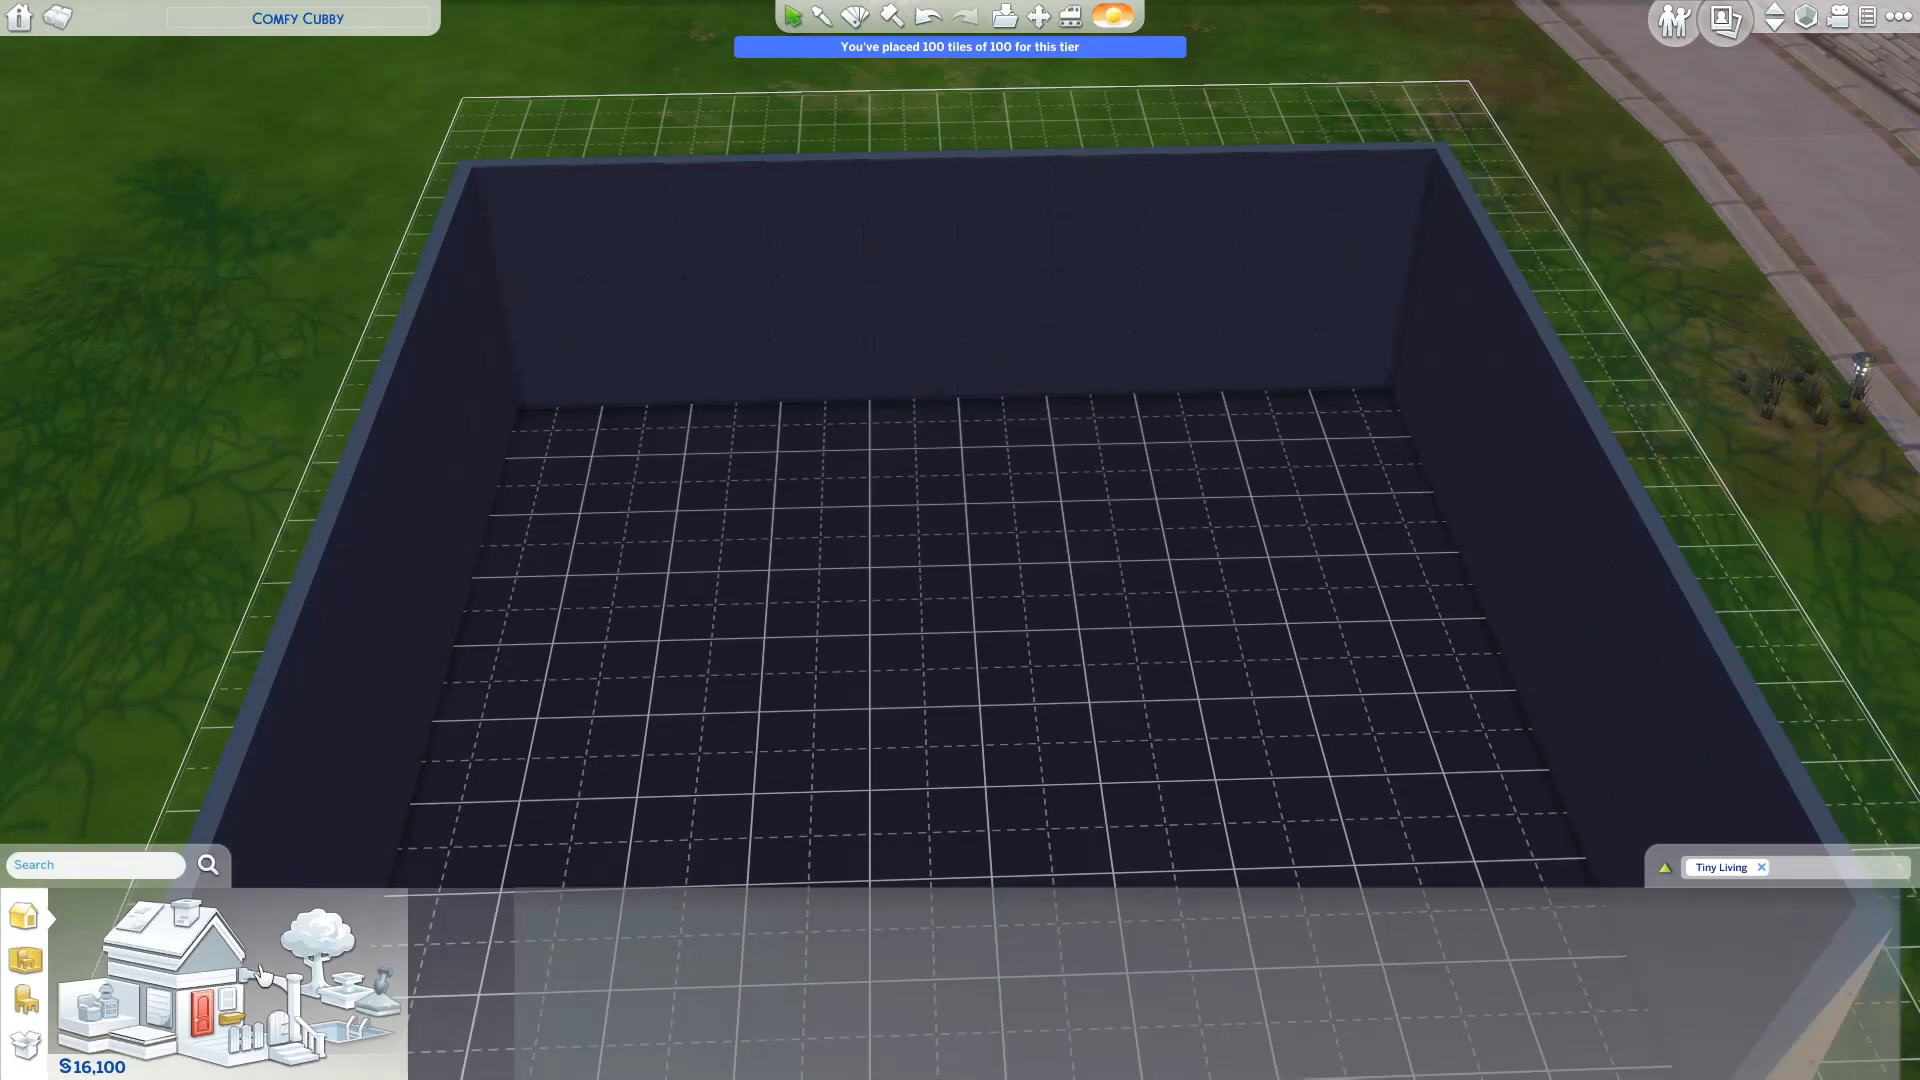 Comfy Cubby
You've placed 100 tiles of 100 for this tier
Search
Tiny Living
§16,100